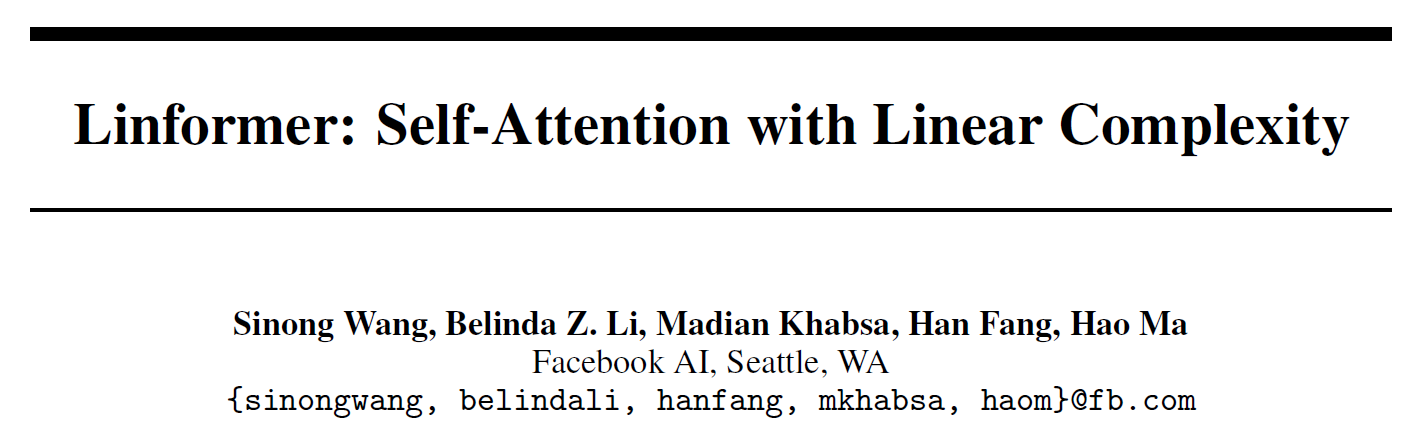 Linformer: Self-Attention with Linear Complexity
Sinong Wang, Belinda Z. Li, Madian Khabsa, Han Fang, Hao Ma
Facebook AI, Seattle, WA
{sinongwang, belindali, hanfang, mkhabsa, haom}@fb.com